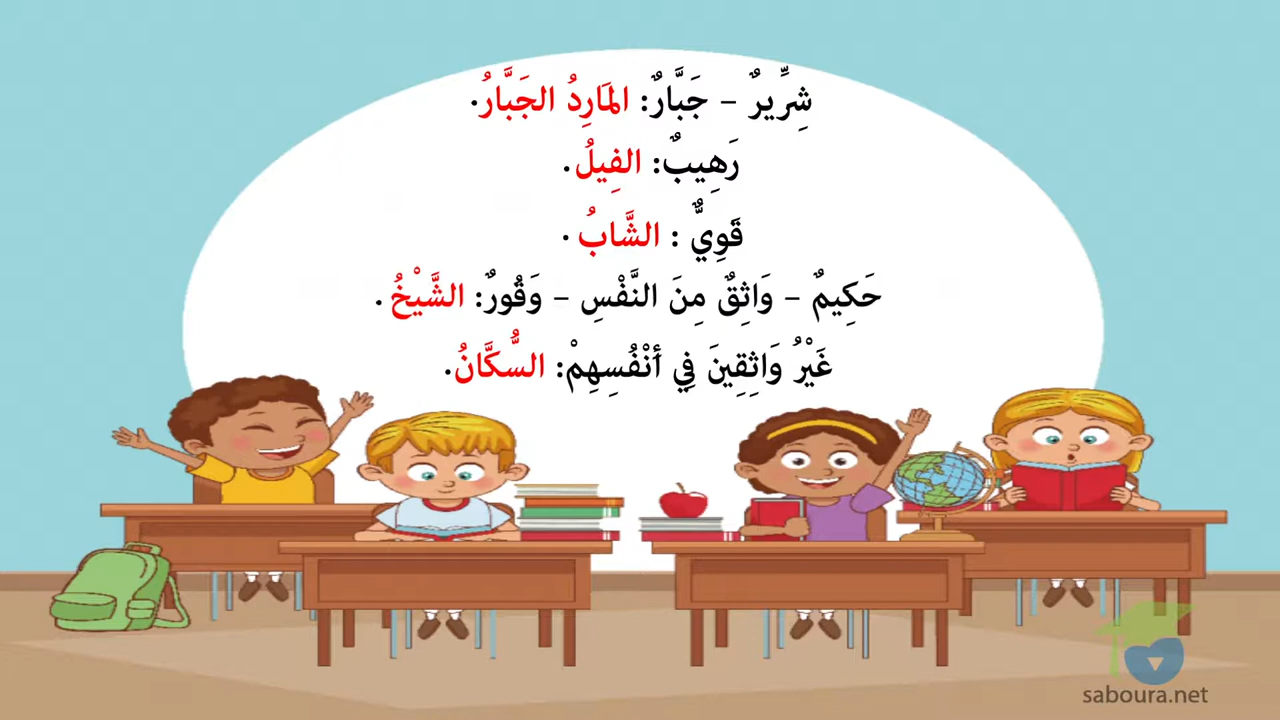 شِرِّيرٌ – جَبَّارٌ: المَارِدُ الجَبَّارُ.
رَهِيبٌ: الفِيلُ.
قَوِيٌّ : الشَّابُ.
حَكِيمٌ – وَاثِقٌ مِنَ النَّفْسِ – وَقُورٌ: الشَّيْخُ.
غَيْرُ وَاثِقِينَ فِي أَنْفُسِهِمْ: السُّكَّانُ.
saboura.net